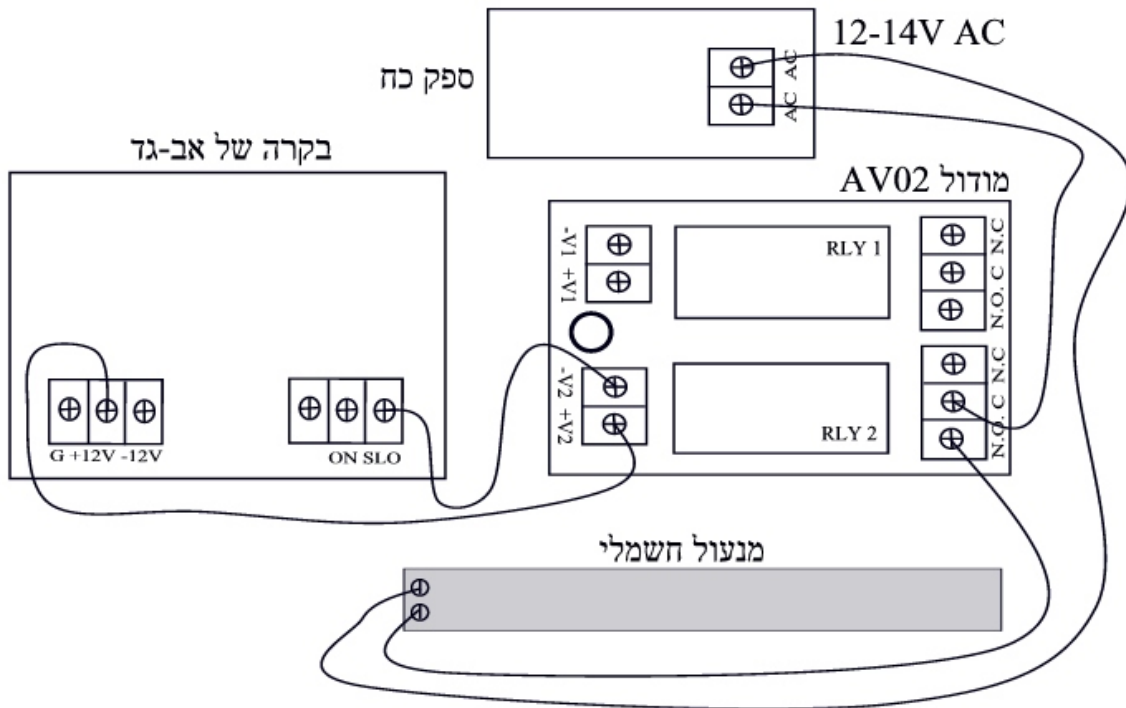 12-14V AC
ספק כח
AC
AC
בקרה של אב-גד
מודול AV02
-V1 +V1
RLY 1
N.O. C N.C
-V2 +V2
RLY 2
N.O. C N.C
G +12V -12V
ON SLO
מנעול חשמלי